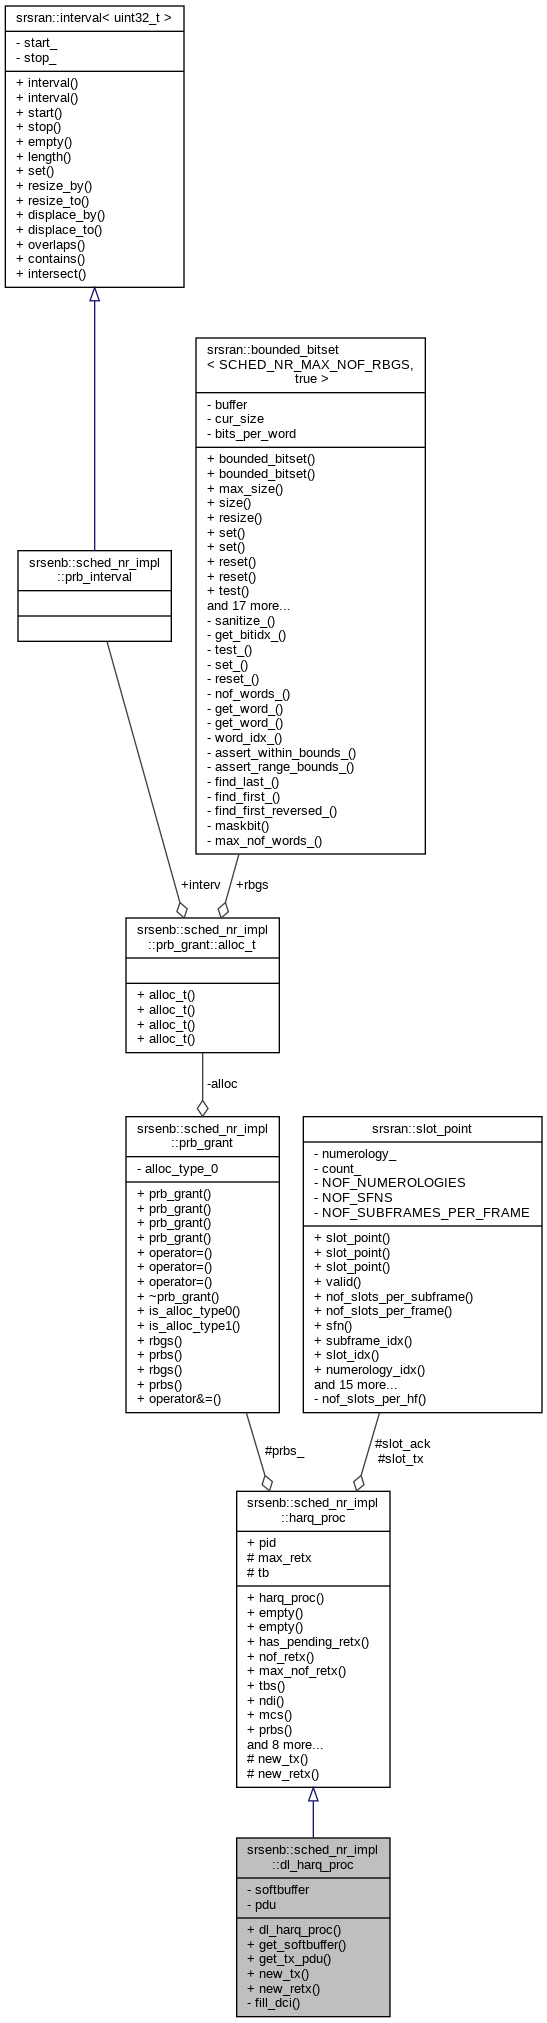 srsran::interval< uint32_t >
- start_
- stop_
+ interval()
+ interval()
+ start()
+ stop()
+ empty()
+ length()
+ set()
+ resize_by()
+ resize_to()
+ displace_by()
+ displace_to()
+ overlaps()
+ contains()
+ intersect()
srsran::bounded_bitset
< SCHED_NR_MAX_NOF_RBGS,
true >
- buffer
- cur_size
- bits_per_word
+ bounded_bitset()
+ bounded_bitset()
+ max_size()
+ size()
+ resize()
+ set()
+ set()
+ reset()
+ reset()
+ test()
and 17 more...
- sanitize_()
- get_bitidx_()
- test_()
- set_()
- reset_()
- nof_words_()
- get_word_()
- get_word_()
- word_idx_()
- assert_within_bounds_()
- assert_range_bounds_()
- find_last_()
- find_first_()
- find_first_reversed_()
- maskbit()
- max_nof_words_()
srsenb::sched_nr_impl
::prb_interval
+interv
+rbgs
srsenb::sched_nr_impl
::prb_grant::alloc_t
+ alloc_t()
+ alloc_t()
+ alloc_t()
+ alloc_t()
-alloc
srsenb::sched_nr_impl
::prb_grant
- alloc_type_0
+ prb_grant()
+ prb_grant()
+ prb_grant()
+ prb_grant()
+ operator=()
+ operator=()
+ operator=()
+ ~prb_grant()
+ is_alloc_type0()
+ is_alloc_type1()
+ rbgs()
+ prbs()
+ rbgs()
+ prbs()
+ operator&=()
srsran::slot_point
- numerology_
- count_
- NOF_NUMEROLOGIES
- NOF_SFNS
- NOF_SUBFRAMES_PER_FRAME
+ slot_point()
+ slot_point()
+ slot_point()
+ valid()
+ nof_slots_per_subframe()
+ nof_slots_per_frame()
+ sfn()
+ subframe_idx()
+ slot_idx()
+ numerology_idx()
and 15 more...
- nof_slots_per_hf()
#prbs_
#slot_ack
#slot_tx
srsenb::sched_nr_impl
::harq_proc
+ pid
# max_retx
# tb
+ harq_proc()
+ empty()
+ empty()
+ has_pending_retx()
+ nof_retx()
+ max_nof_retx()
+ tbs()
+ ndi()
+ mcs()
+ prbs()
and 8 more...
# new_tx()
# new_retx()
srsenb::sched_nr_impl
::dl_harq_proc
- softbuffer
- pdu
+ dl_harq_proc()
+ get_softbuffer()
+ get_tx_pdu()
+ new_tx()
+ new_retx()
- fill_dci()